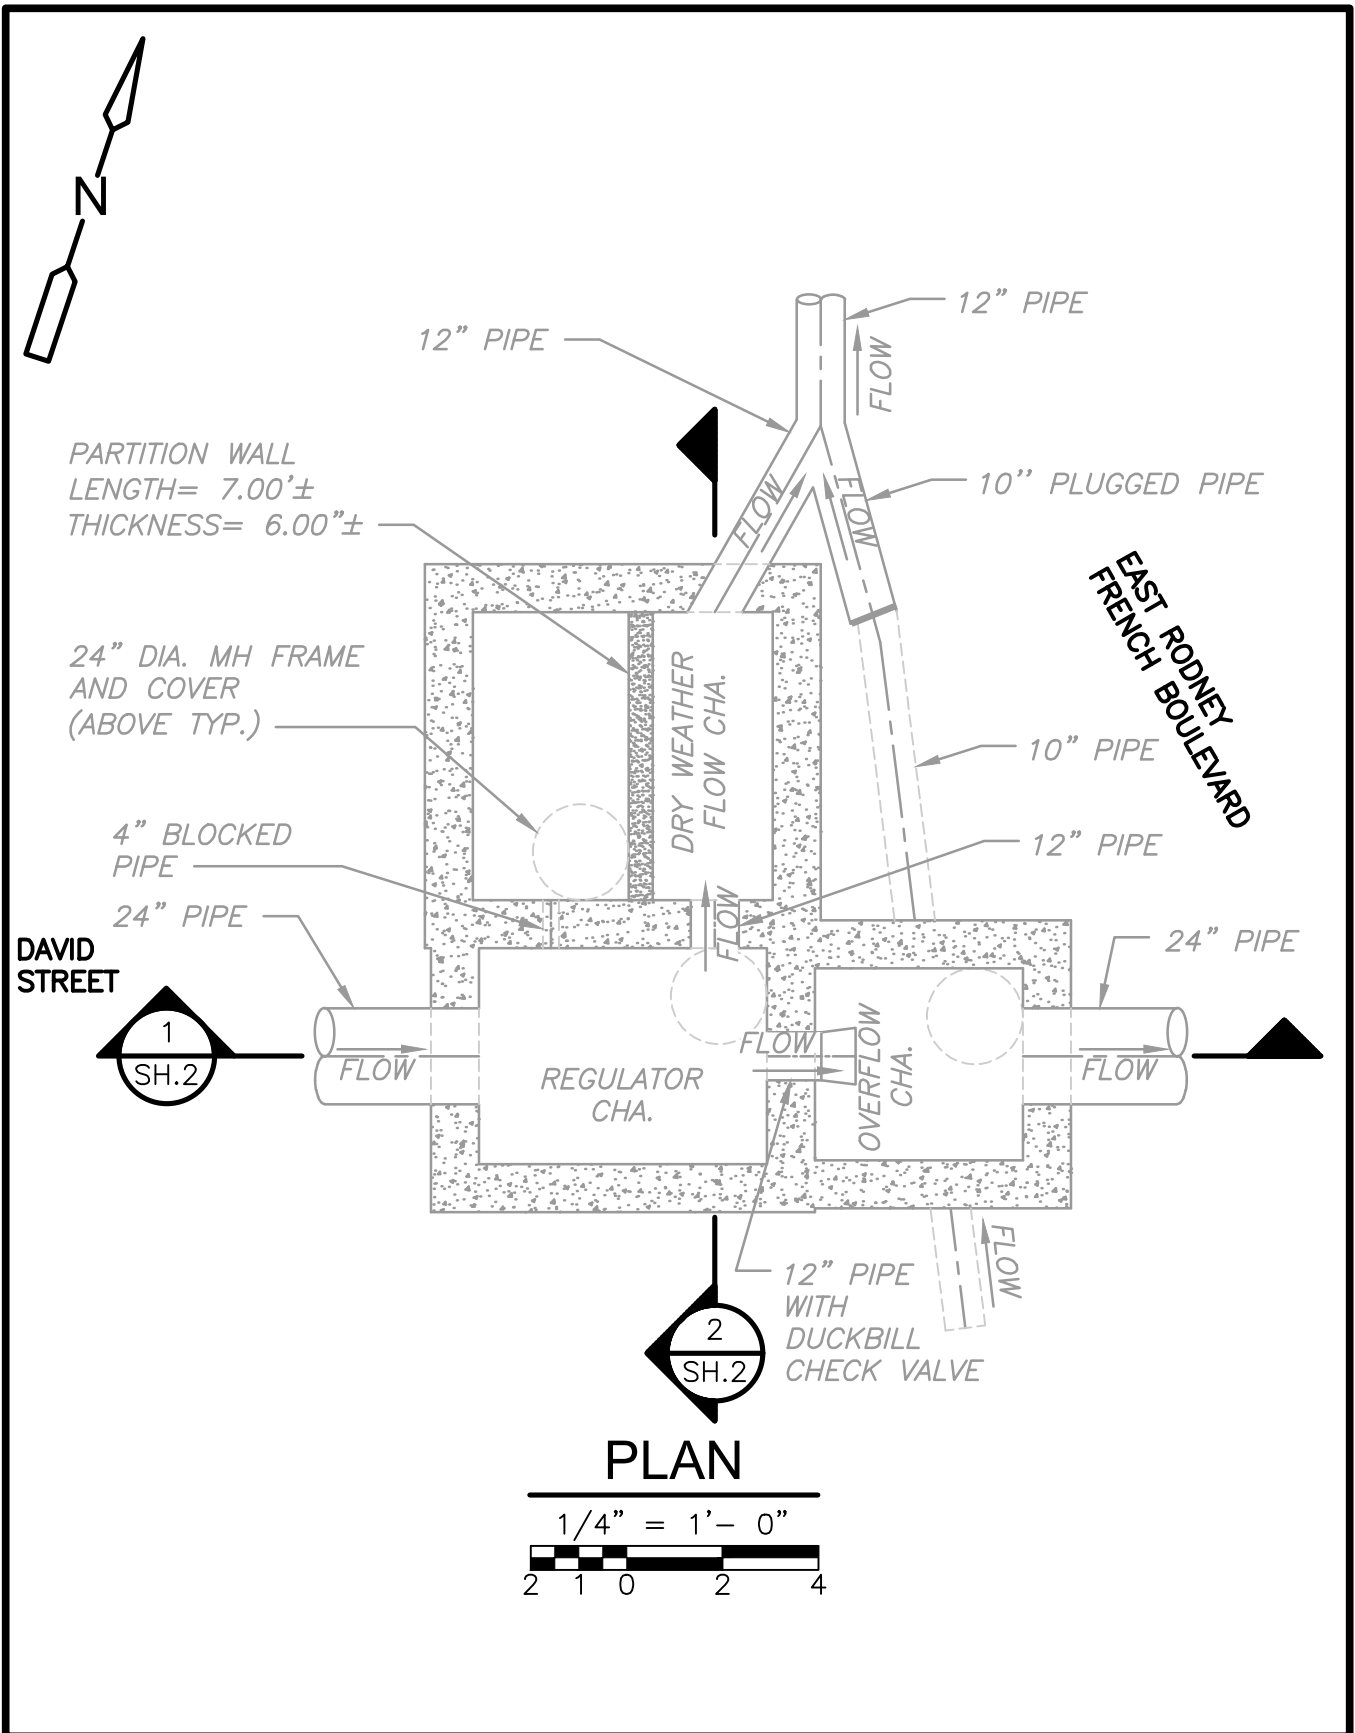 N
12" PIPE
12" PIPE
FLOW
PARTITION WALL
LENGTH= 7.00'±
THICKNESS= 6.00"±
10'' PLUGGED PIPE
FLOW
FLOW
EAST RODNEY
FRENCH BOULEVARD
24" DIA. MH FRAME
AND COVER
(ABOVE TYP.)
DRY WEATHER
FLOW CHA.
10" PIPE
4" BLOCKED
PIPE
12" PIPE
24" PIPE
FLOW
24" PIPE
DAVID
STREET
1
SH.2
FLOW
REGULATOR
CHA.
FLOW
OVERFLOW
CHA.
FLOW
FLOW
12" PIPE
WITH
DUCKBILL
CHECK VALVE
2
SH.2
PLAN
1/4" = 1'- 0"
2 1 0 2 4